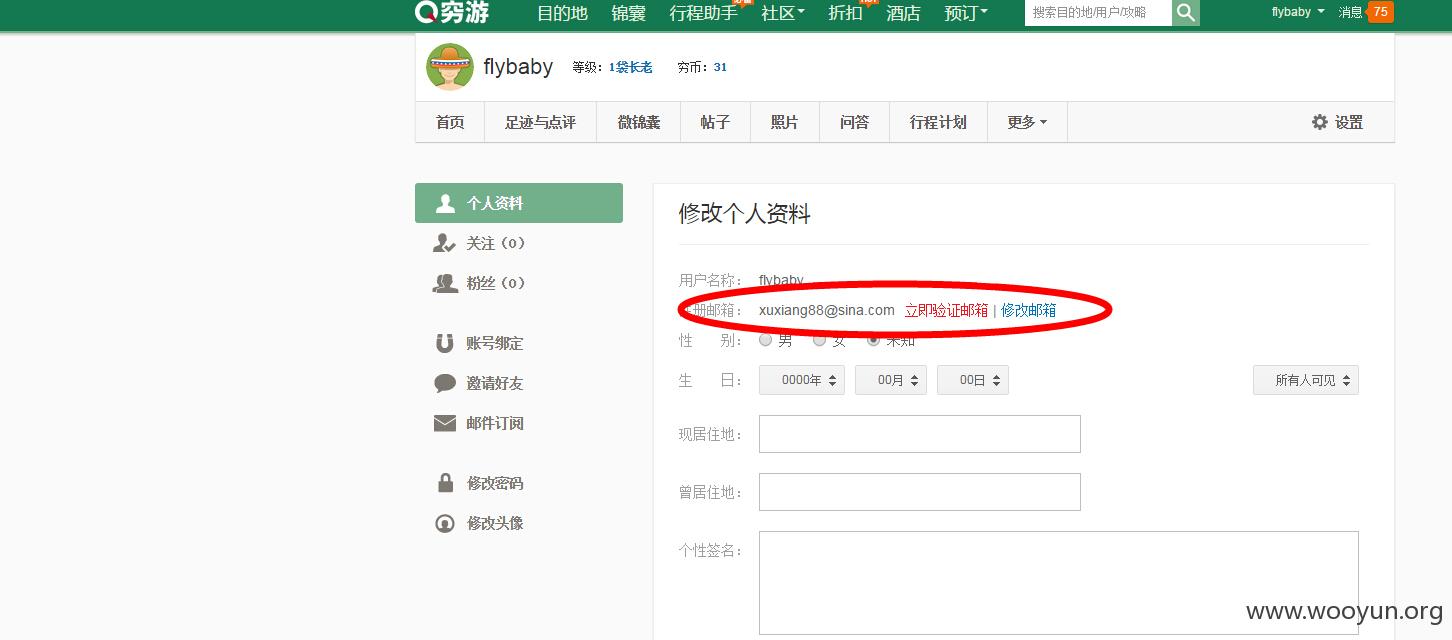 穷游 目的地 锦囊 行程助手 社区 折扣 酒店 预订 搜索目的地/用户/攻略 flybaby 消息 75
flybaby 等级：1袋长老 穷币：31
首页 足迹与点评 微锦囊 帖子 照片 问答 行程计划 更多 设置
个人资料
关注（0）
粉丝（0）
账号绑定
邀请好友
邮件订阅
修改密码
修改头像
修改个人资料
用户名称： flybaby
册邮箱： xuxiang88@sina.com 立即验证邮箱 | 修改邮箱
性 别： 男 女 未知
生 日： 0000年 00月 00日 所有人可见
现居住地：
曾居住地：
个性签名：
www.wooyun.org